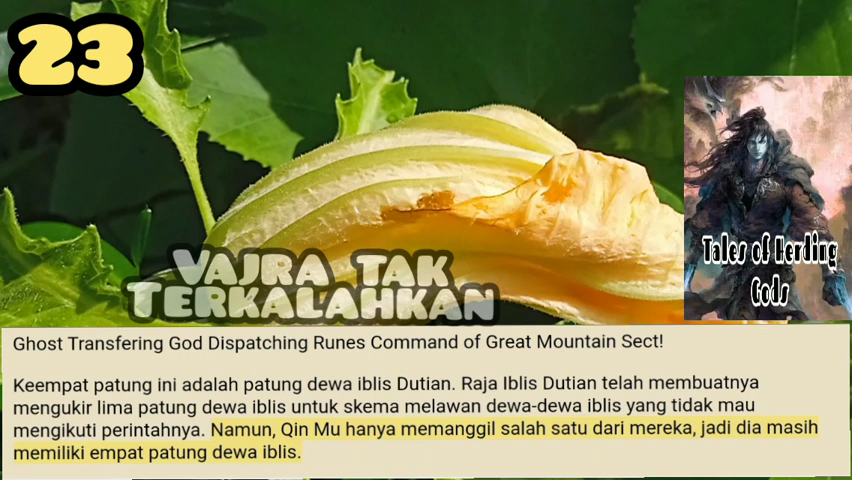 23
Tales of Herding
Gods
VAJRA TAK
TERKALAHKAN
Ghost Transfering God Dispatching Runes Command of Great Mountain Sect!
Keempat patung ini adalah patung dewa iblis Dutian. Raja Iblis Dutian telah membuatnya
mengukir lima patung dewa iblis untuk skema melawan dewa-dewa iblis yang tidak mau
mengikuti perintahnya. Namun, Qin Mu hanya memanggil salah satu dari mereka, jadi dia masih
memiliki empat patung dewa iblis.